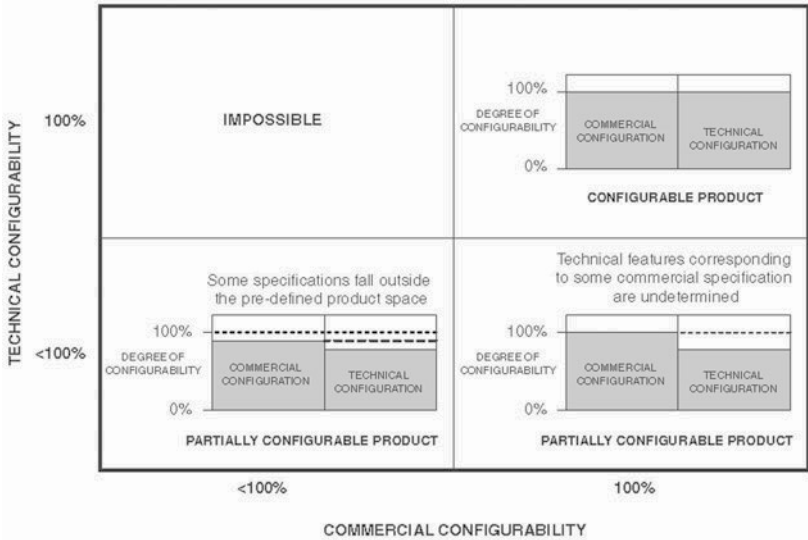 TECHNICAL CONFIGURABILITY
100%
IMPOSSIBLE
100%
DEGREE OF
CONFIGURABILITY
COMMERCIAL
CONFIGURATION
TECHNICAL
CONFIGURATION
0%
CONFIGURABLE PRODUCT
<100%
Some specifications fall outside
the pre-defined product space
100%
DEGREE OF
CONFIGURABILITY
COMMERCIAL
CONFIGURATION
TECHNICAL
CONFIGURATION
0%
PARTIALLY CONFIGURABLE PRODUCT
Technical features corresponding
to some commercial specification
are undetermined
100%
DEGREE OF
CONFIGURABILITY
COMMERCIAL
CONFIGURATION
TECHNICAL
CONFIGURATION
0%
PARTIALLY CONFIGURABLE PRODUCT
<100%
100%
COMMERCIAL CONFIGURABILITY